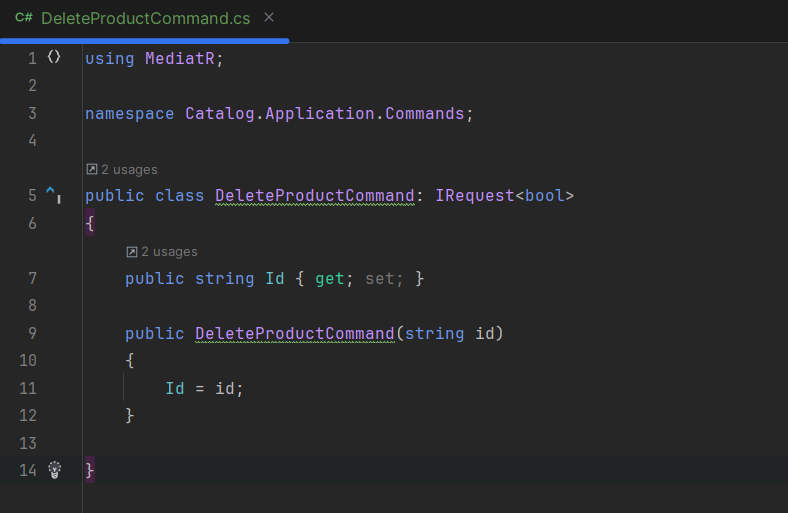 C# DeleteProductCommand.cs ×
1 {} using MediatR;
2
3 namespace Catalog.Application.Commands;
4
2 usages
5 public class DeleteProductCommand: IRequest<bool>
6 {
2 usages
7 public string Id { get; set; }
8
9 public DeleteProductCommand(string id)
10 {
11 Id = id;
12 }
13
14 }